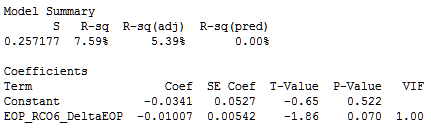 Model Summary
S R-sq R-sq(adj) R-sq(pred)
0.257177 7.59% 5.39% 0.00%
Coefficients
Term Coef SE Coef T-Value P-Value VIF
Constant -0.0341 0.0527 -0.65 0.522
EOP_RCO6_DeltaEOP -0.01007 0.00542 -1.86 0.070 1.00